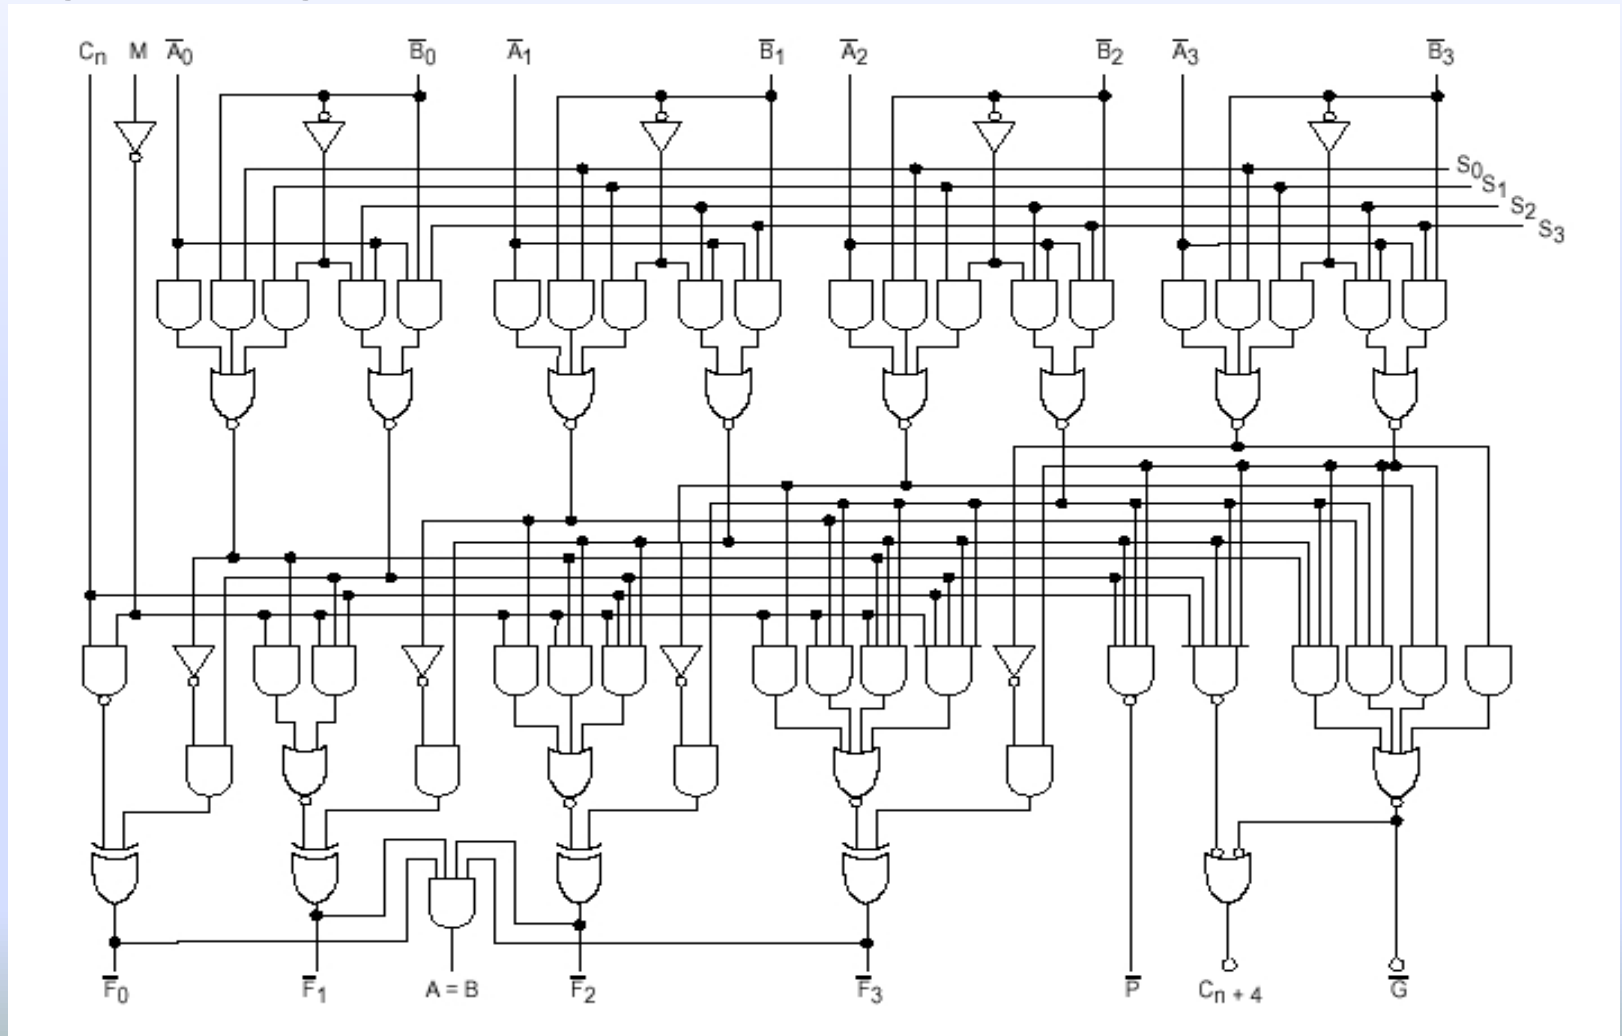 Cₙ M A̅₀ B̅₀ A̅₁ B̅₁ A̅₂ B̅₂ A̅₃ B̅₃
S₀
S₁
S₂
S₃
F̅₀ F̅₁ A = B F̅₂ F̅₃ P̅ Cₙ ₊ ₄ G̅